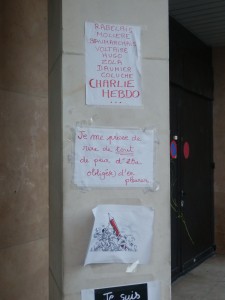 RABELAIS
MOLIÈRE
BEAUMARCHAIS
VOLTAIRE
HUGO
ZOLA
DAUMIER
COLUCHE
CHARLIE
HEBDO
...
Je me presse de
rire de tout
de peur d'être
obligé(e) d'en
pleurer
Je suis